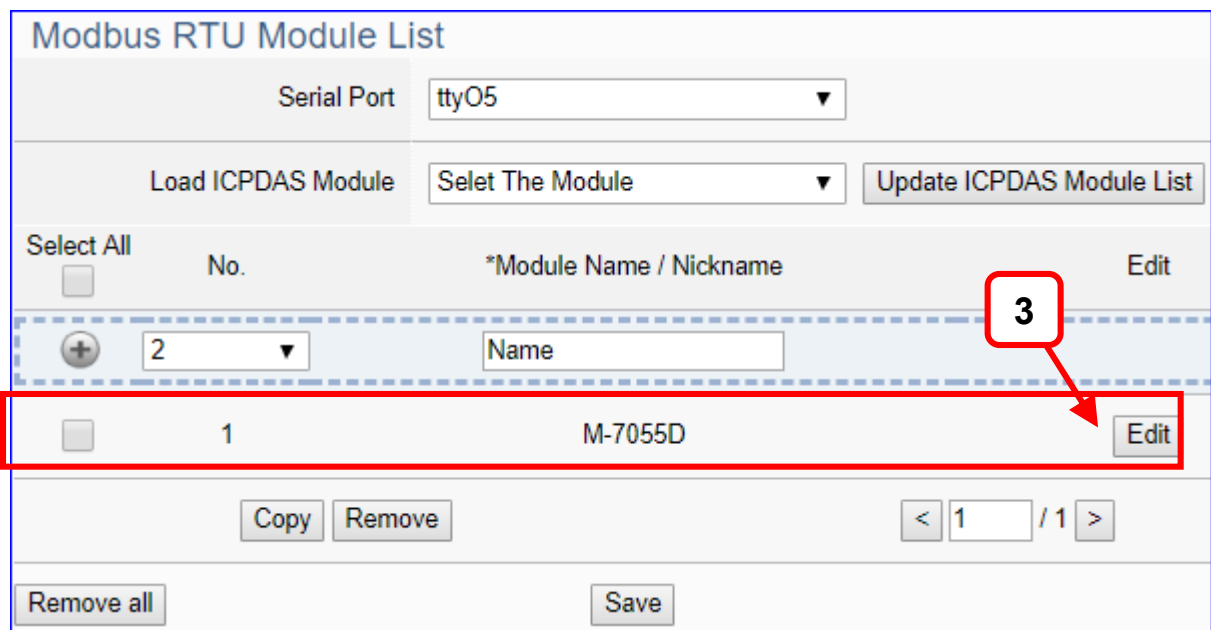 Modbus RTU Module List
Serial Port ttyO5 ▼
Load ICPDAS Module Selet The Module ▼ Update ICPDAS Module List
Select All No. *Module Name / Nickname Edit
3
+ 2 ▼ Name
1 M-7055D Edit
Copy Remove < 1 / 1 >
Remove all Save